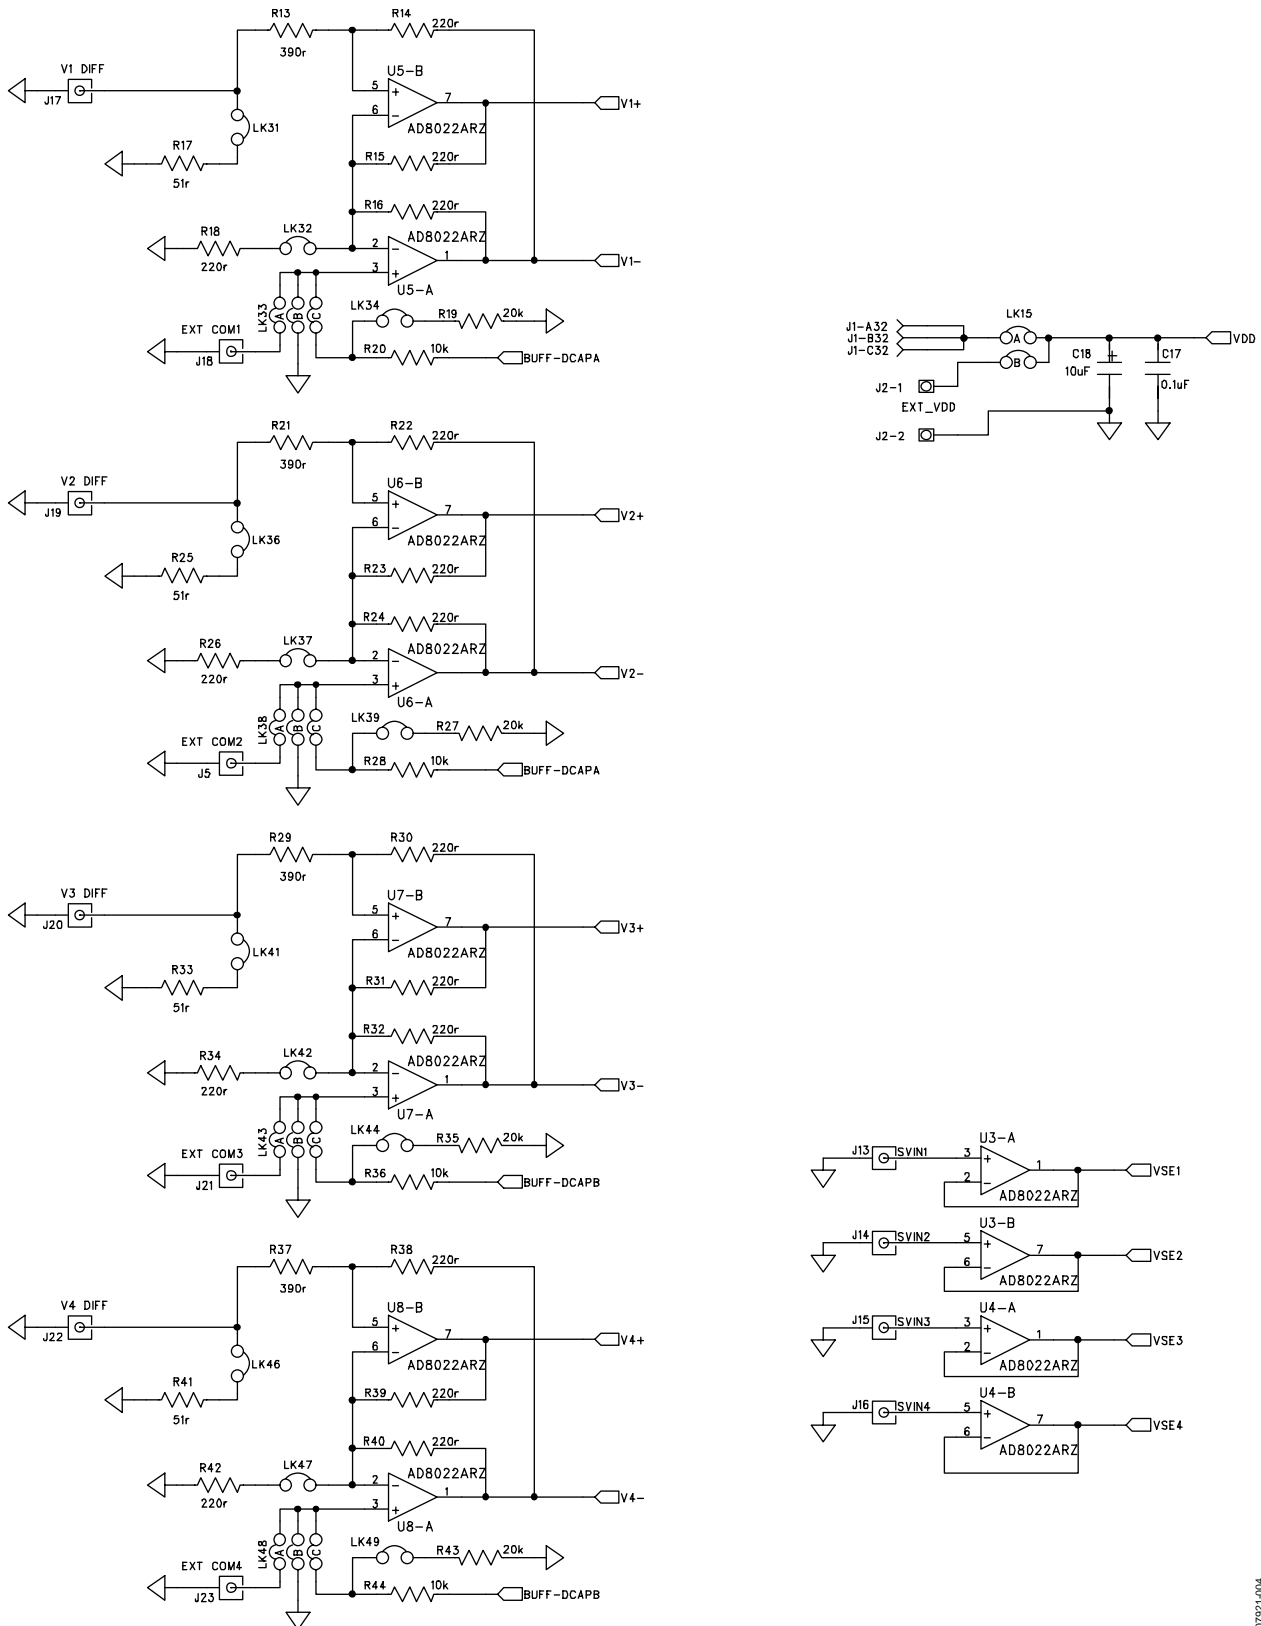 R13
R14
220r
390r
V1 DIFF
J17
U5-B
5 +
6 −
7
AD8022ARZ
V1+
LK31
R17
51r
R15 220r
R16 220r
AD8022ARZ
R18
220r
LK32
2 −
3 +
1
U5-A
V1-
LK33
A
B
C
EXT COM1
J18
LK34
R19
20k
R20
10k
BUFF-DCAPA
J1-A32
J1-B32
J1-C32
LK15
A
B
J2-1
EXT_VDD
J2-2
C18
+
10uF
C17
0.1uF
VDD
R21
R22
220r
390r
V2 DIFF
J19
U6-B
5 +
6 −
7
AD8022ARZ
V2+
LK36
R25
51r
R23 220r
R24 220r
AD8022ARZ
R26
220r
LK37
2 −
3 +
U6-A
V2-
LK38
A
B
C
EXT COM2
J5
LK39
R27
20k
R28
10k
BUFF-DCAPA
R29
R30
220r
390r
V3 DIFF
J20
U7-B
5 +
6 −
7
AD8022ARZ
V3+
LK41
R33
51r
R31 220r
R32 220r
AD8022ARZ
R34
220r
LK42
2 −
3 +
1
U7-A
V3-
LK43
A
B
C
EXT COM3
J21
LK44
R35
20k
R36
10k
BUFF-DCAPB
J13
SVIN1
U3-A
3 +
2 −
1
AD8022ARZ
VSE1
J14
SVIN2
U3-B
5 +
6 −
7
AD8022ARZ
VSE2
J15
SVIN3
U4-A
3 +
2 −
1
AD8022ARZ
VSE3
J16
SVIN4
U4-B
5 +
6 −
7
AD8022ARZ
VSE4
R37
R38
220r
390r
V4 DIFF
J22
U8-B
5 +
6 −
7
AD8022ARZ
V4+
LK46
R41
51r
R39 220r
R40 220r
AD8022ARZ
R42
220r
LK47
2 −
3 +
1
U8-A
V4-
LK48
A
B
C
EXT COM4
J23
LK49
R43
20k
R44
10k
BUFF-DCAPB
07921-004